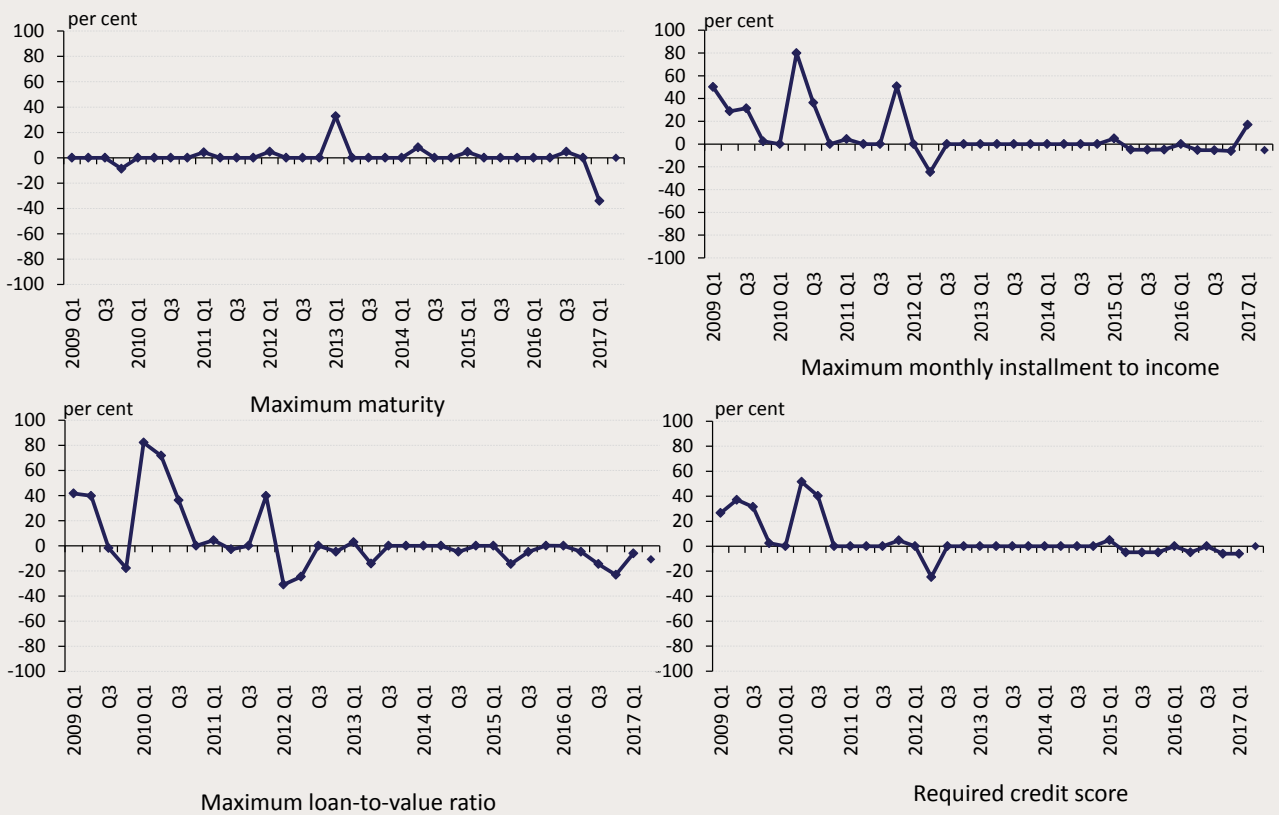 per cent
100
80
60
40
20
0
-20
-40
-60
-80
-100
2009 Q1
Q3
2010 Q1
Q3
2011 Q1
Q3
2012 Q1
Q3
2013 Q1
Q3
2014 Q1
Q3
2015 Q1
Q3
2016 Q1
Q3
2017 Q1
Maximum maturity
per cent
100
80
60
40
20
0
-20
-40
-60
-80
-100
2009 Q1
Q3
2010 Q1
Q3
2011 Q1
Q3
2012 Q1
Q3
2013 Q1
Q3
2014 Q1
Q3
2015 Q1
Q3
2016 Q1
Q3
2017 Q1
Maximum monthly installment to income
per cent
100
80
60
40
20
0
-20
-40
-60
-80
-100
2009 Q1
Q3
2010 Q1
Q3
2011 Q1
Q3
2012 Q1
Q3
2013 Q1
Q3
2014 Q1
Q3
2015 Q1
Q3
2016 Q1
Q3
2017 Q1
Maximum loan-to-value ratio
per cent
100
80
60
40
20
0
-20
-40
-60
-80
-100
2009 Q1
Q3
2010 Q1
Q3
2011 Q1
Q3
2012 Q1
Q3
2013 Q1
Q3
2014 Q1
Q3
2015 Q1
Q3
2016 Q1
Q3
2017 Q1
Required credit score